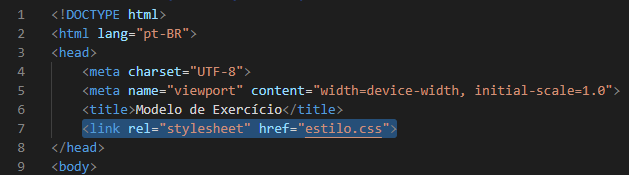 1 <!DOCTYPE html>
2 <html lang="pt-BR">
3 <head>
4 <meta charset="UTF-8">
5 <meta name="viewport" content="width=device-width, initial-scale=1.0">
6 <title>Modelo de Exercício</title>
7 <link rel="stylesheet" href="estilo.css">
8 </head>
9 <body>